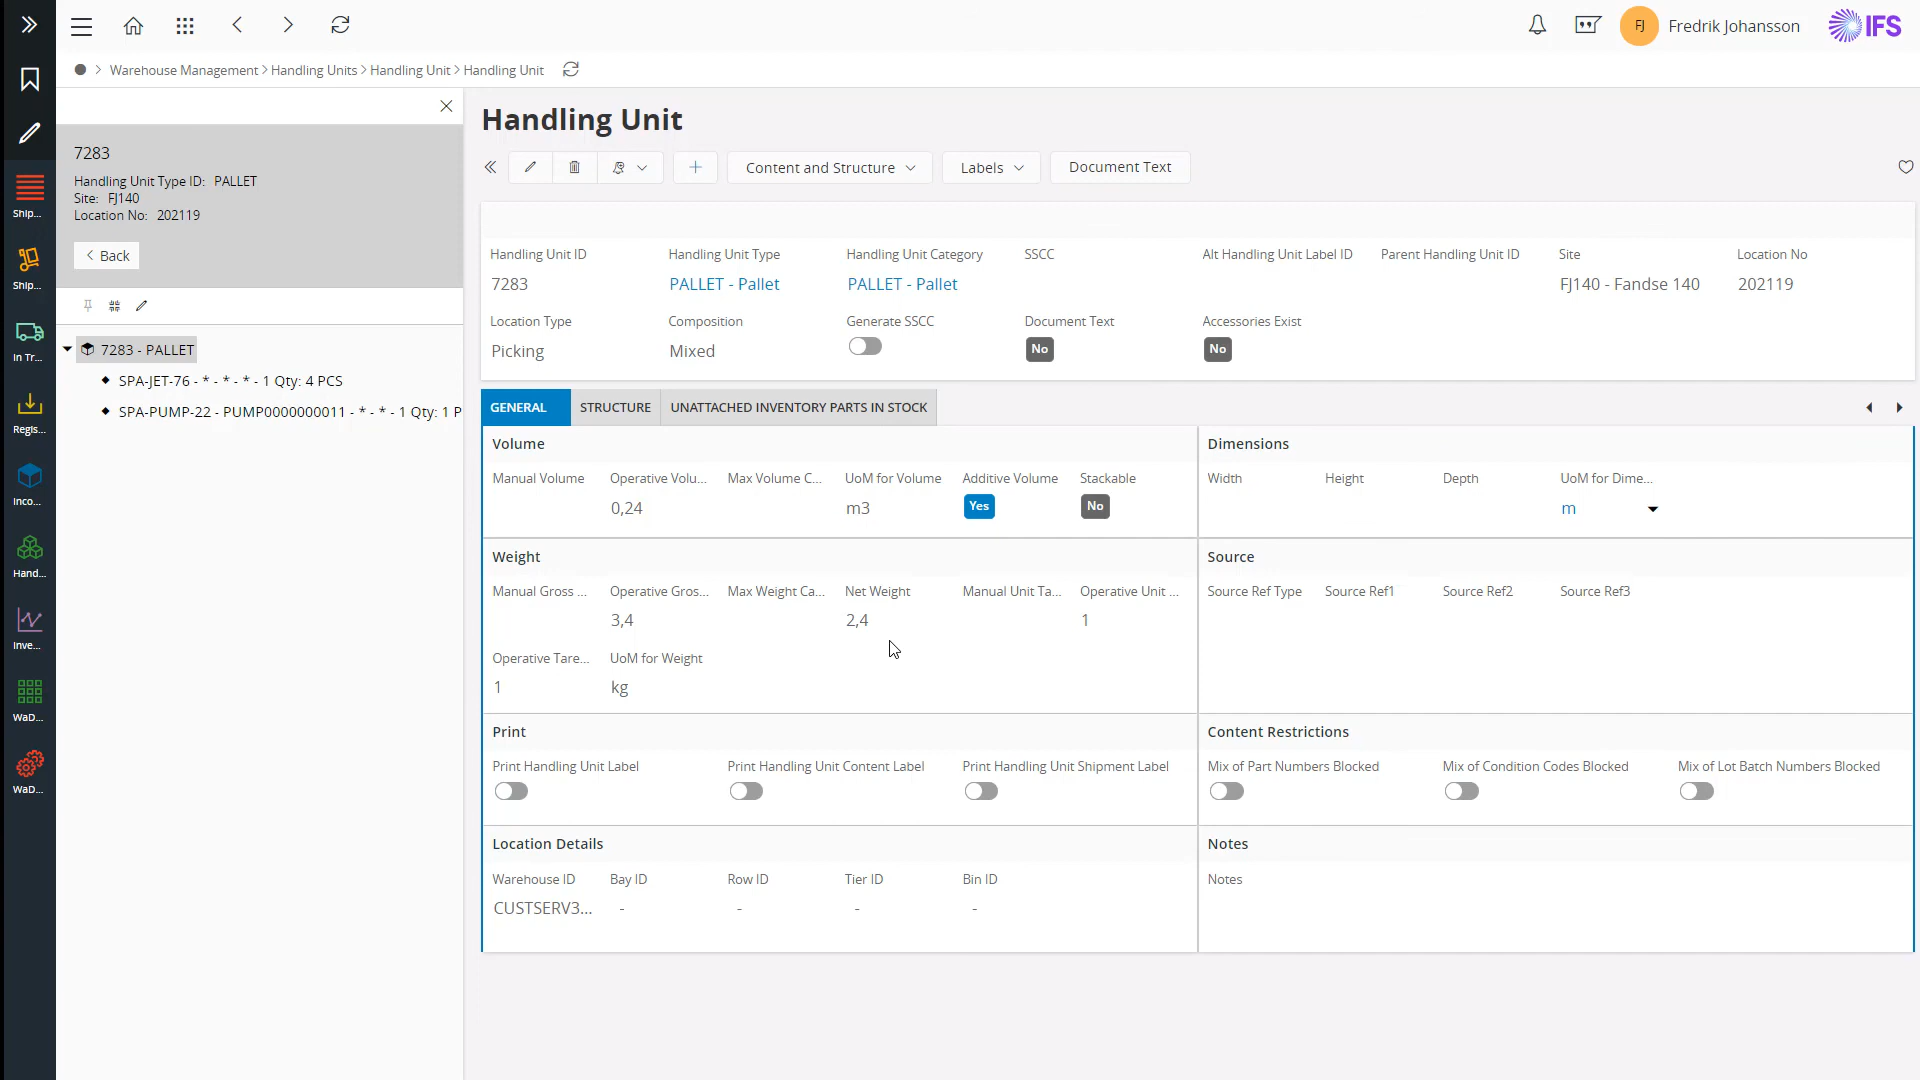 FJ
Fredrik Johansson
IFS
Warehouse Management > Handling Units > Handling Unit > Handling Unit
7283
Handling Unit Type ID: PALLET
Site: FJ140
Location No: 202119
Back
7283 - PALLET
SPA-JET-76 - * - * - * - 1 Qty: 4 PCS
SPA-PUMP-22 - PUMP0000000011 - * - * - 1 Qty: 1 P
Ship...
Ship...
In Tr...
Regis...
Inco...
Hand...
Inve...
WaD...
WaD...
Handling Unit
Content and Structure
Labels
Document Text
Handling Unit ID
Handling Unit Type
Handling Unit Category
SSCC
Alt Handling Unit Label ID
Parent Handling Unit ID
Site
Location No
7283
PALLET - Pallet
PALLET - Pallet
FJ140 - Fandse 140
202119
Location Type
Composition
Generate SSCC
Document Text
Accessories Exist
Picking
Mixed
No
No
GENERAL
STRUCTURE
UNATTACHED INVENTORY PARTS IN STOCK
Volume
Manual Volume
Operative Volu...
Max Volume C...
UoM for Volume
Additive Volume
Stackable
0,24
m3
Yes
No
Dimensions
Width
Height
Depth
UoM for Dime...
m
Weight
Manual Gross ...
Operative Gros...
Max Weight Ca...
Net Weight
Manual Unit Ta...
Operative Unit ...
3,4
2,4
1
Operative Tare...
UoM for Weight
1
kg
Source
Source Ref Type
Source Ref1
Source Ref2
Source Ref3
Print
Print Handling Unit Label
Print Handling Unit Content Label
Print Handling Unit Shipment Label
Content Restrictions
Mix of Part Numbers Blocked
Mix of Condition Codes Blocked
Mix of Lot Batch Numbers Blocked
Location Details
Warehouse ID
Bay ID
Row ID
Tier ID
Bin ID
CUSTSERV3...
-
-
-
-
Notes
Notes